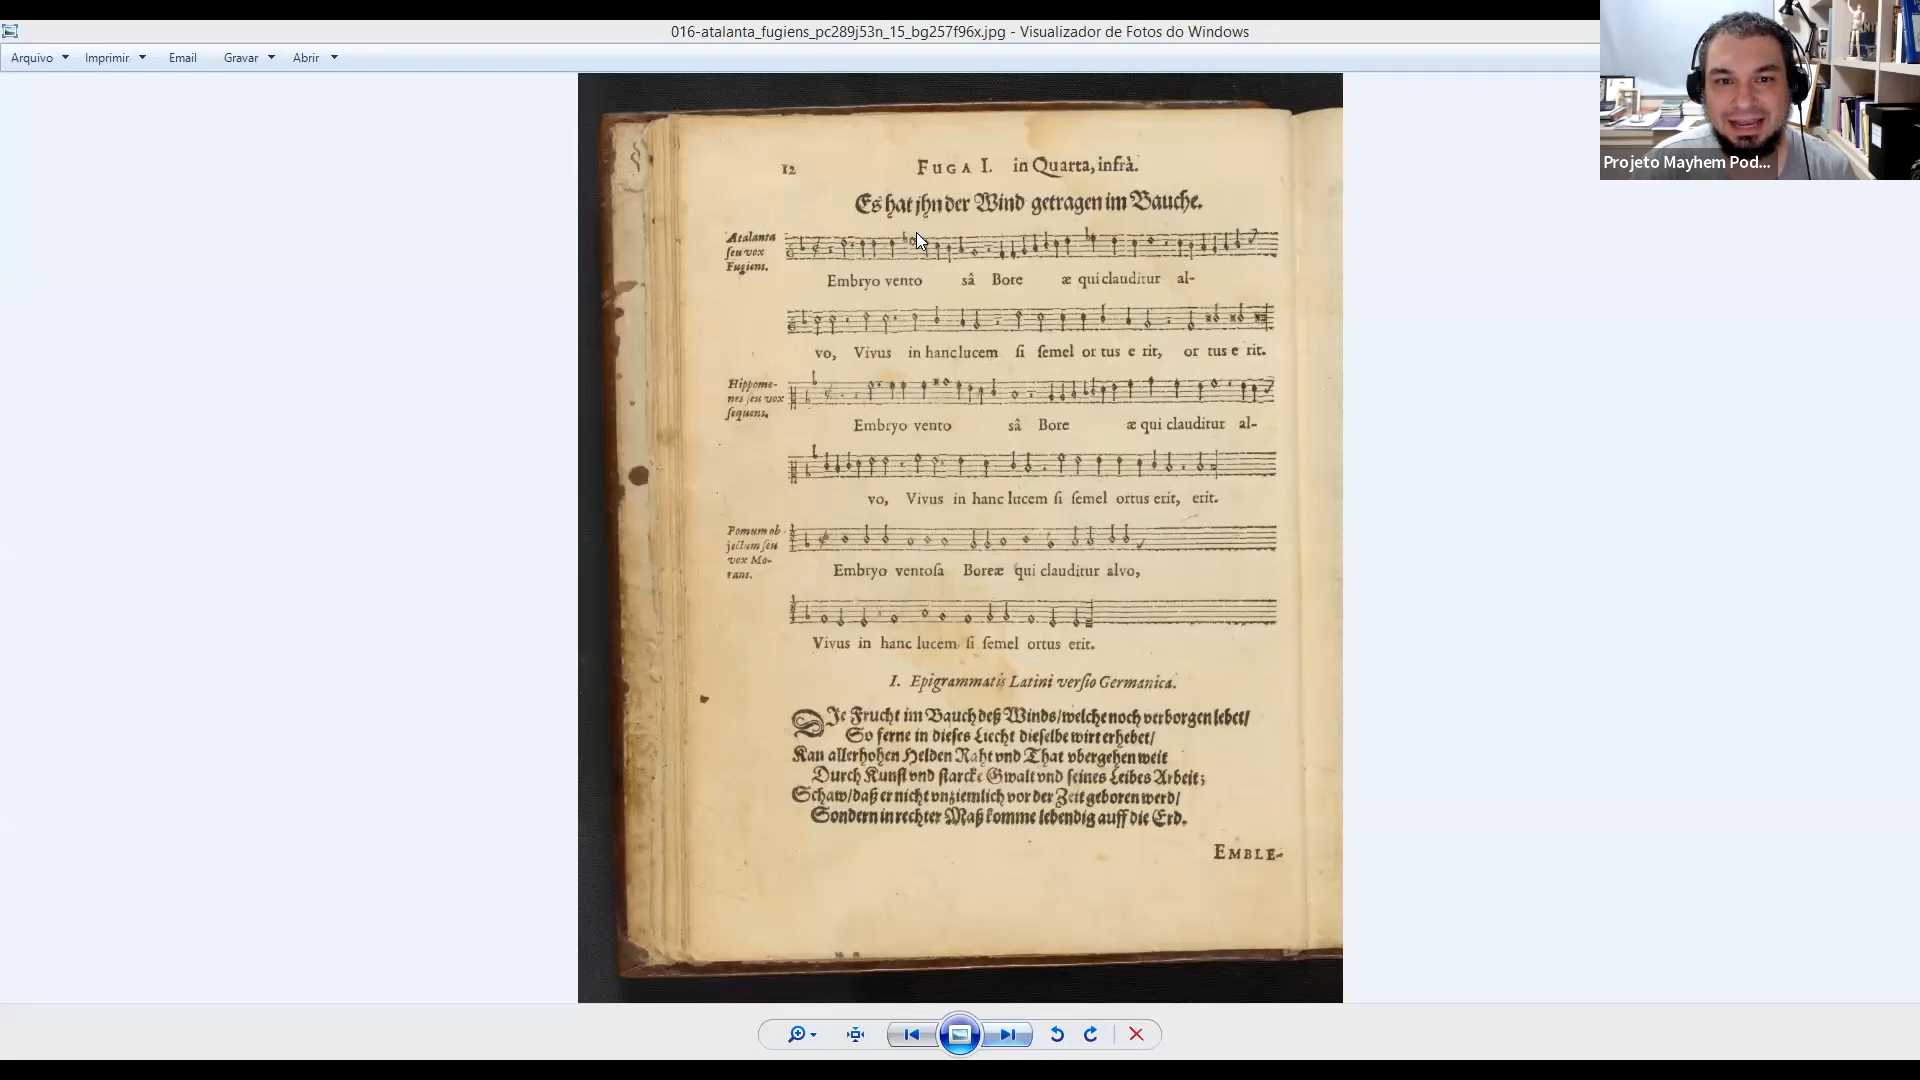 016-atalanta_fugiens_pc289j53n_15_bg257f96x.jpg - Visualizador de Fotos do Windows
Arquivo Imprimir Email Gravar Abrir
Projeto Mayhem Pod...
12 FUGA I. in Quarta, infrà.
Es hat jhn der Wind getragen im Bauche.
Atalanta
ſeu vox
Fugiens.
Embryo vento sâ Bore æ qui clauditur al-
vo, Vivus in hanc lucem ſi ſemel or tus e rit, or tus e rit.
Hippome-
nes ſeu vox
ſequens.
Embryo vento sâ Bore æ qui clauditur al-
vo, Vivus in hanc lucem ſi ſemel ortus erit, erit.
Pomum ob
jectum ſeu
vox Mo-
rans.
Embryo ventoſa Boreæ qui clauditur alvo,
Vivus in hanc lucem ſi ſemel ortus erit.
I. Epigrammatis Latini verſio Germanica.
DJe Frucht im Bauch deß Winds/welche noch verborgen lebet/
So ferne in dieſes Liecht dieſelbe wirt erhebet/
Kan aller hohen Helden Raht vnd That vbergehen weit
Durch Kunſt vnd ſtarcke Gwalt vnd ſeines Leibes Arbeit;
Schaw/daß er nicht vnziemlich vor der Zeit geboren werd/
Sondern in rechter Maß komme lebendig auff die Erd.
EMBLE-